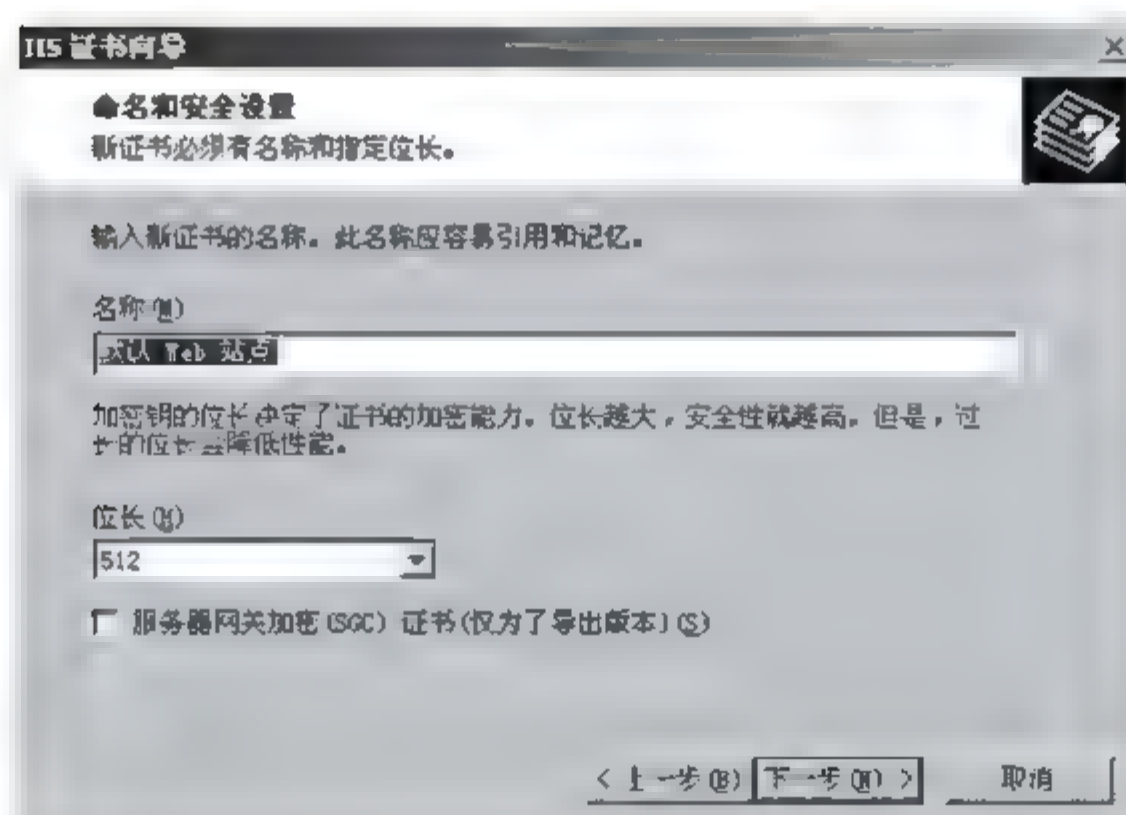 IIS 证书向导
命名和安全设置
新证书必须有名称和指定位长。
输入新证书的名称。此名称应容易引用和记忆。
名称(M)
默认 Web 站点
加密钥的位长决定了证书的加密能力。位长越大，安全性就越高。但是，过
长的位长会降低性能。
位长(H)
512
服务器网关加密(SGC) 证书(仅为了导出版本)(S)
< 上一步(B) 下一步(N) > 取消